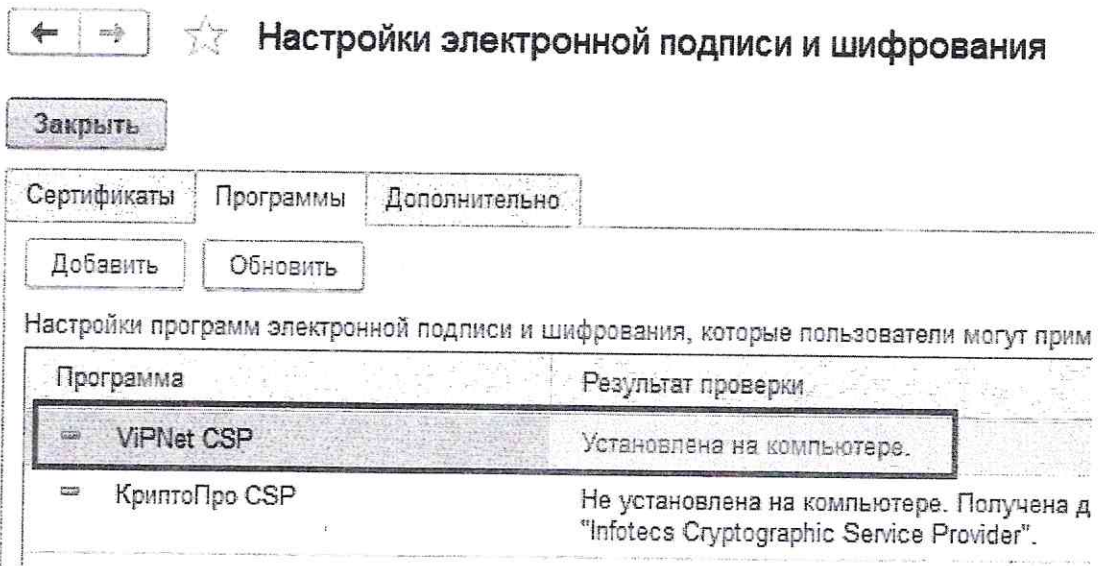 Настройки электронной подписи и шифрования
Закрыть
Сертификаты Программы Дополнительно
Добавить Обновить
Настройки программ электронной подписи и шифрования, которые пользователи могут прим
Программа Результат проверки
ViPNet CSP Установлена на компьютере.
КриптоПро CSP Не установлена на компьютере. Получена д
"Infotecs Cryptographic Service Provider".